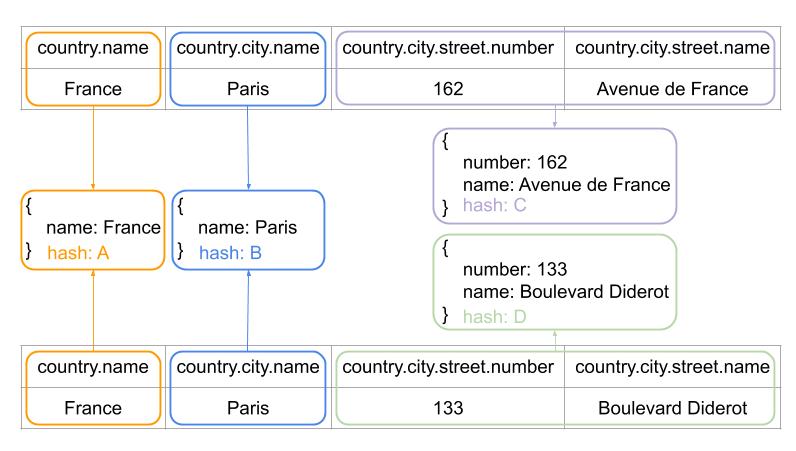 country.name country.city.name country.city.street.number country.city.street.name
France Paris 162 Avenue de France
{
number: 162
name: Avenue de France
} hash: C
{
name: France
} hash: A
{
name: Paris
} hash: B
{
number: 133
name: Boulevard Diderot
} hash: D
country.name country.city.name country.city.street.number country.city.street.name
France Paris 133 Boulevard Diderot